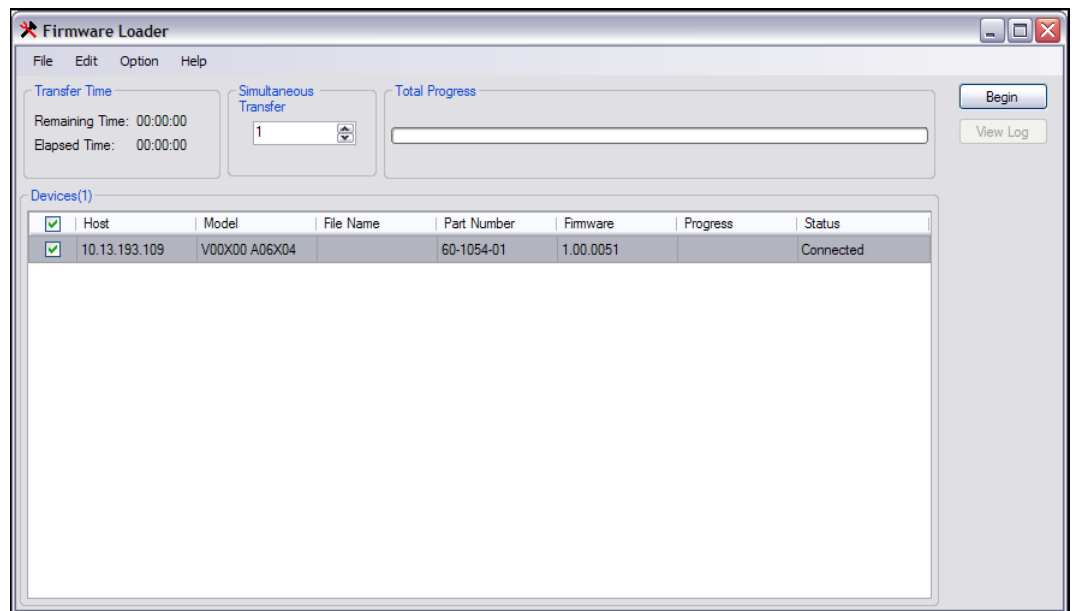 Firmware Loader
File Edit Option Help
Transfer Time
Remaining Time: 00:00:00
Elapsed Time: 00:00:00
Simultaneous
Transfer
1
Total Progress
Begin
View Log
Devices(1)
Host Model File Name Part Number Firmware Progress Status
10.13.193.109 V00X00 A06X04 60-1054-01 1.00.0051 Connected